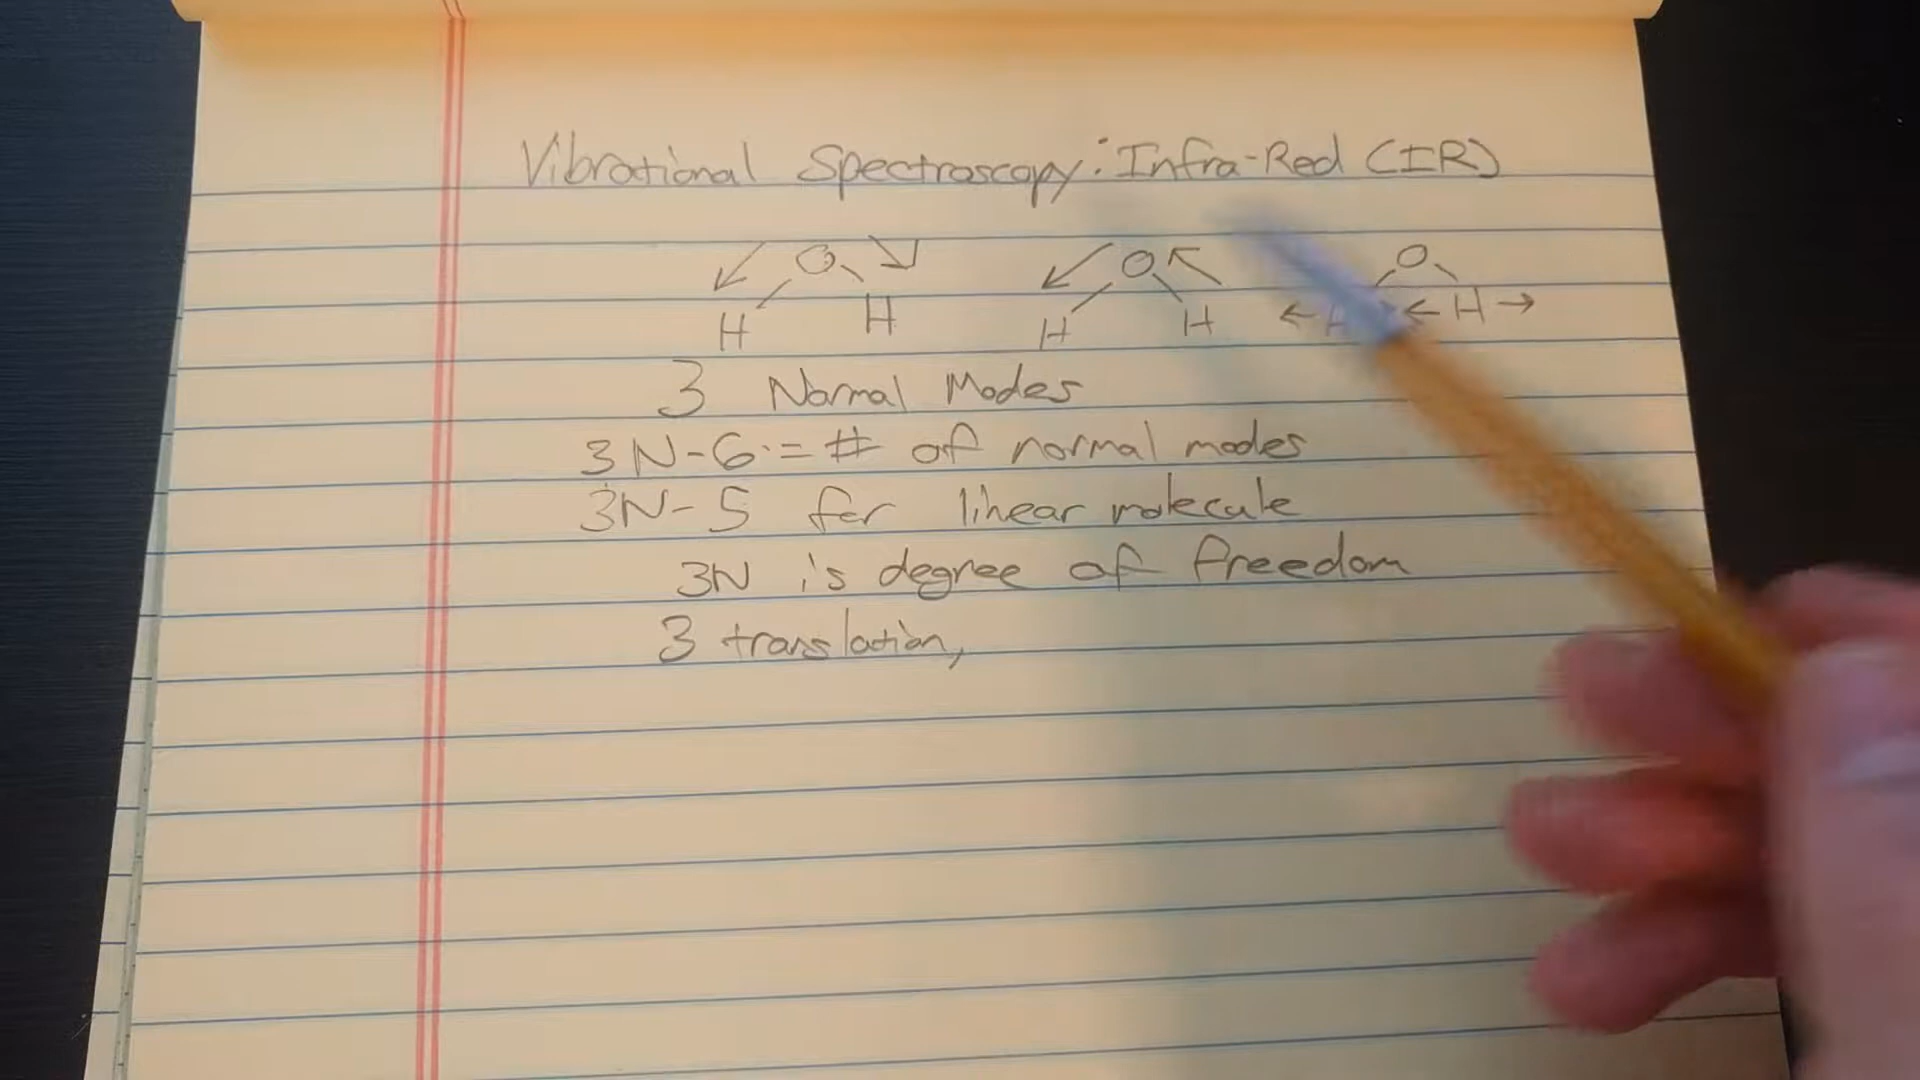 Vibrational Spectroscopy: Infra-Red (IR)
O O O
H H H H ← ← H →
3 Normal Modes
3N-6 = # of normal modes
3N-5 for linear molecule
3N is degree of freedom
3 translation,